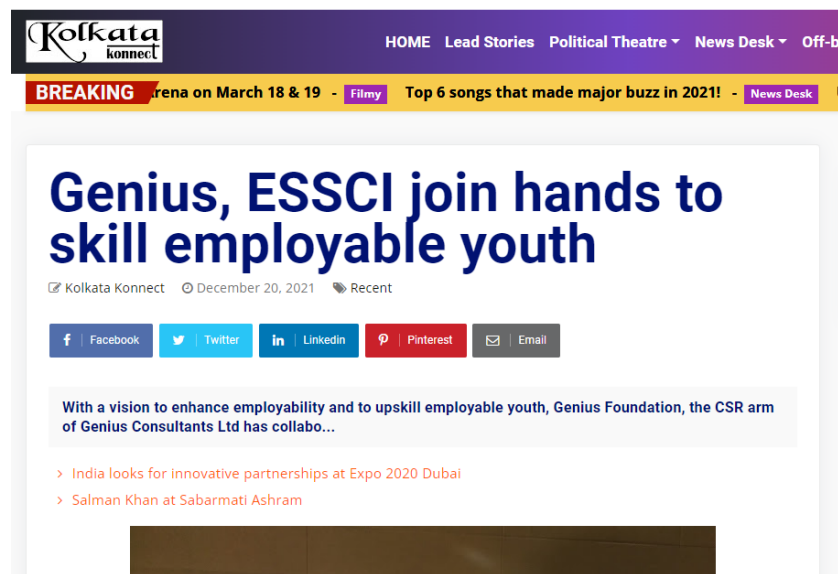 Kolkata
konnect
HOME Lead Stories Political Theatre News Desk
BREAKING on March 18 & 19 - Filmy Top 6 songs that made major buzz in 2021! - News Desk
Genius, ESSCI join hands to
skill employable youth
Kolkata Konnect December 20, 2021 Recent
Facebook Twitter Linkedin Pinterest Email
With a vision to enhance employability and to upskill employable youth, Genius Foundation, the CSR arm
of Genius Consultants Ltd has collabo...
India looks for innovative partnerships at Expo 2020 Dubai
Salman Khan at Sabarmati Ashram